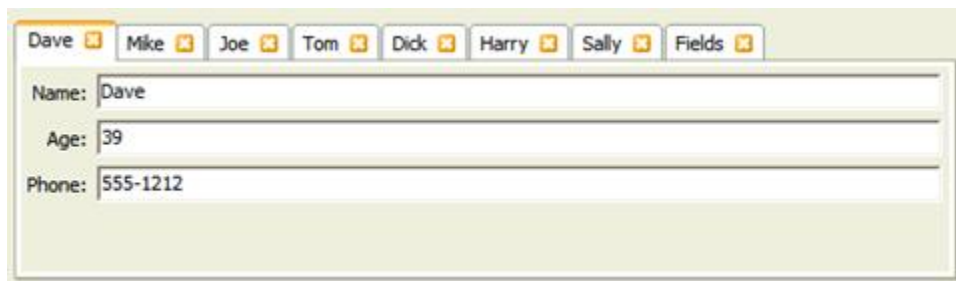 Dave Mike Joe Tom Dick Harry Sally Fields
Name: Dave
Age: 39
Phone: 555-1212